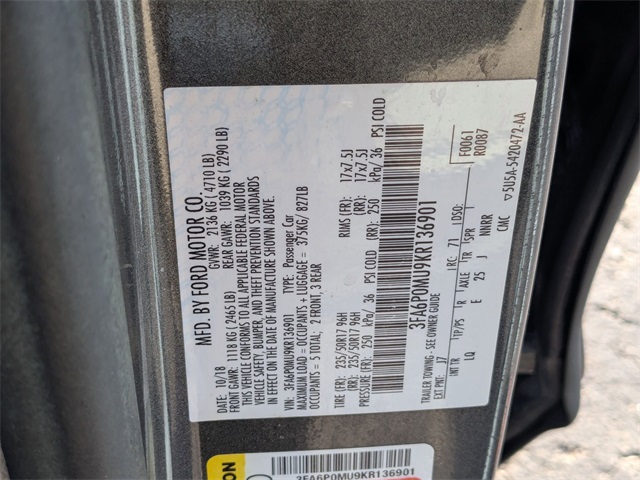 MFD. BY FORD MOTOR CO.
DATE: 10/18 GVWR: 2136 KG ( 4710 LB)
FRONT GAWR: 1118 KG (2465 LB) REAR GAWR: 1039 KG ( 2290 LB)
THIS VEHICLE CONFORMS TO ALL APPLICABLE FEDERAL MOTOR
VEHICLE SAFETY, BUMPER, AND THEFT PREVENTION STANDARDS
IN EFFECT ON THE DATE OF MANUFACTURE SHOWN ABOVE.
VIN: 3FA6P0MU9KR136901 TYPE: Passenger Car
MAXIMUM LOAD = OCCUPANTS + LUGGAGE = 375KG/ 827LB
OCCUPANTS = 5 TOTAL; 2 FRONT, 3 REAR
TIRE (FR): 235/50R17 96H RIMS (FR): 17x7.5J
(RR): 235/50R17 96H (RR): 17x7.5J
PRESSURE (FR): 250 kPa/ 36 PSI COLD (RR): 250 kPa/ 36 PSI COLD
3FA6P0MU9KR136901
TRAILER TOWING - SEE OWNER GUIDE F0061
EXT PNT: J7 RC: 71 DSO: R0087
INT TR TP/PS R AXLE TR SPR
LQ E 25 J I NNRR
CMC ▽5U5A-5420472-AA
ON
3FA6P0MU9KR136901